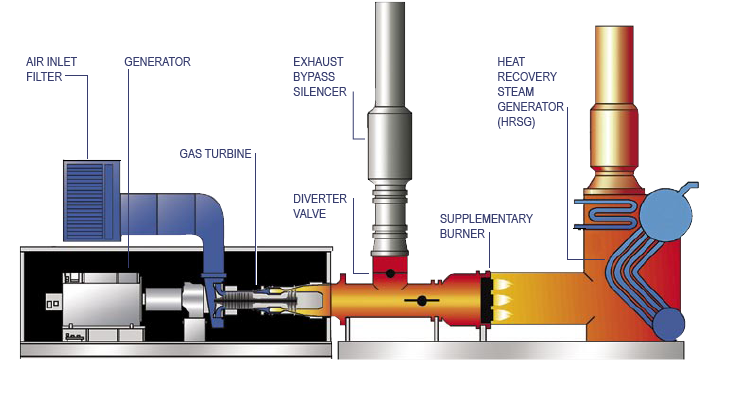 AIR INLET
FILTER
GENERATOR
GAS TURBINE
EXHAUST
BYPASS
SILENCER
DIVERTER
VALVE
SUPPLEMENTARY
BURNER
HEAT
RECOVERY
STEAM
GENERATOR
(HRSG)